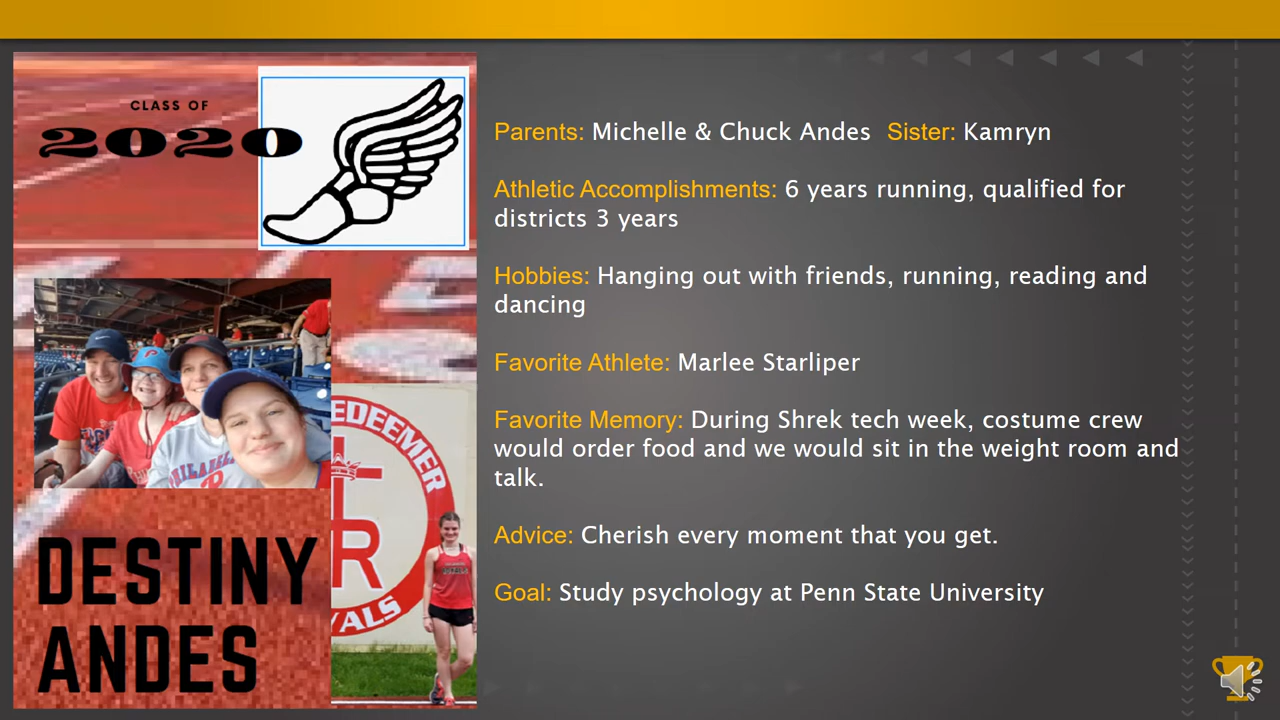 CLASS OF
2020
Parents: Michelle & Chuck Andes Sister: Kamryn
Athletic Accomplishments: 6 years running, qualified for
districts 3 years
Hobbies: Hanging out with friends, running, reading and
dancing
Favorite Athlete: Marlee Starliper
Favorite Memory: During Shrek tech week, costume crew
would order food and we would sit in the weight room and
talk.
Advice: Cherish every moment that you get.
Goal: Study psychology at Penn State University
DESTINY
ANDES
EDEEMER